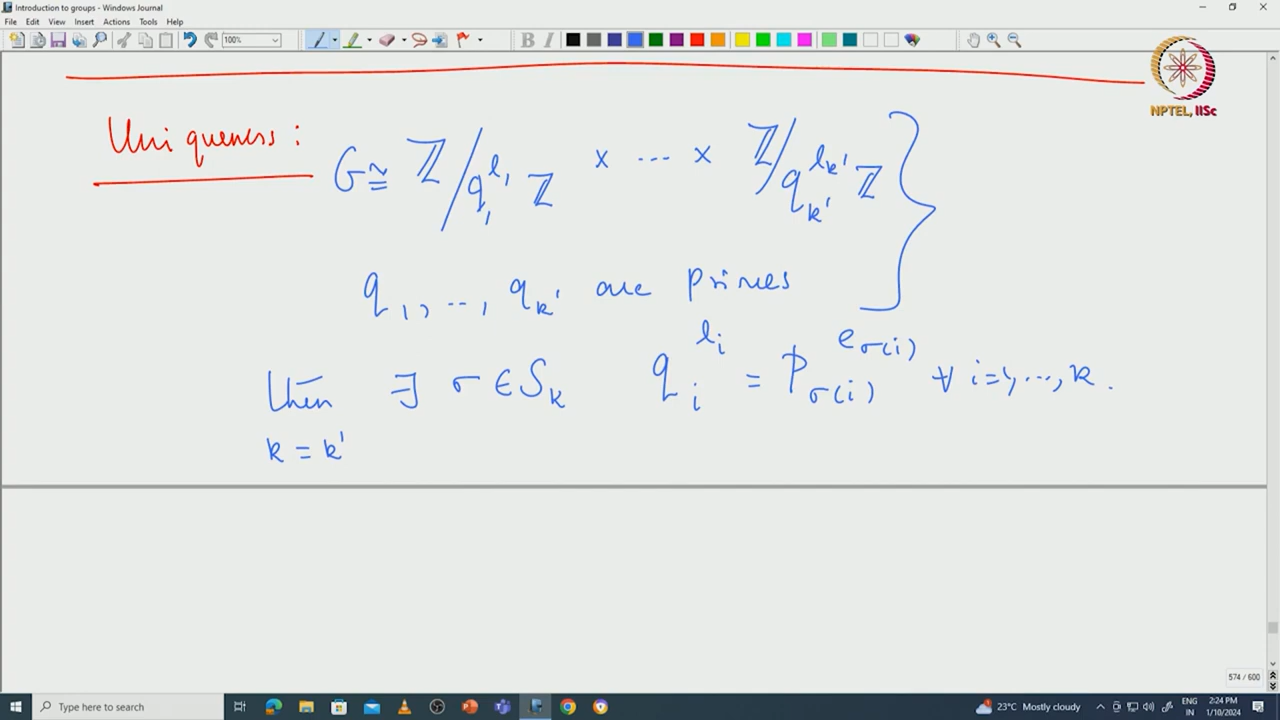 Introduction to groups - Windows Journal
File Edit View Insert Actions Tools Help
100%
NPTEL, IISc
Uniqueness: G ≅ ℤ/q₁^{l₁}ℤ × ... × ℤ/q_{k'}^{l_{k'}}ℤ }
q₁, ..., q_{k'} are primes
then ∃ σ ∈ S_k q_i^{l_i} = p_{σ(i)}^{e_{σ(i)}} ∀ i=1, ..., k.
k = k'
574 / 600
Type here to search
23°C Mostly cloudy
ENG
IN
2:24 PM
1/10/2024